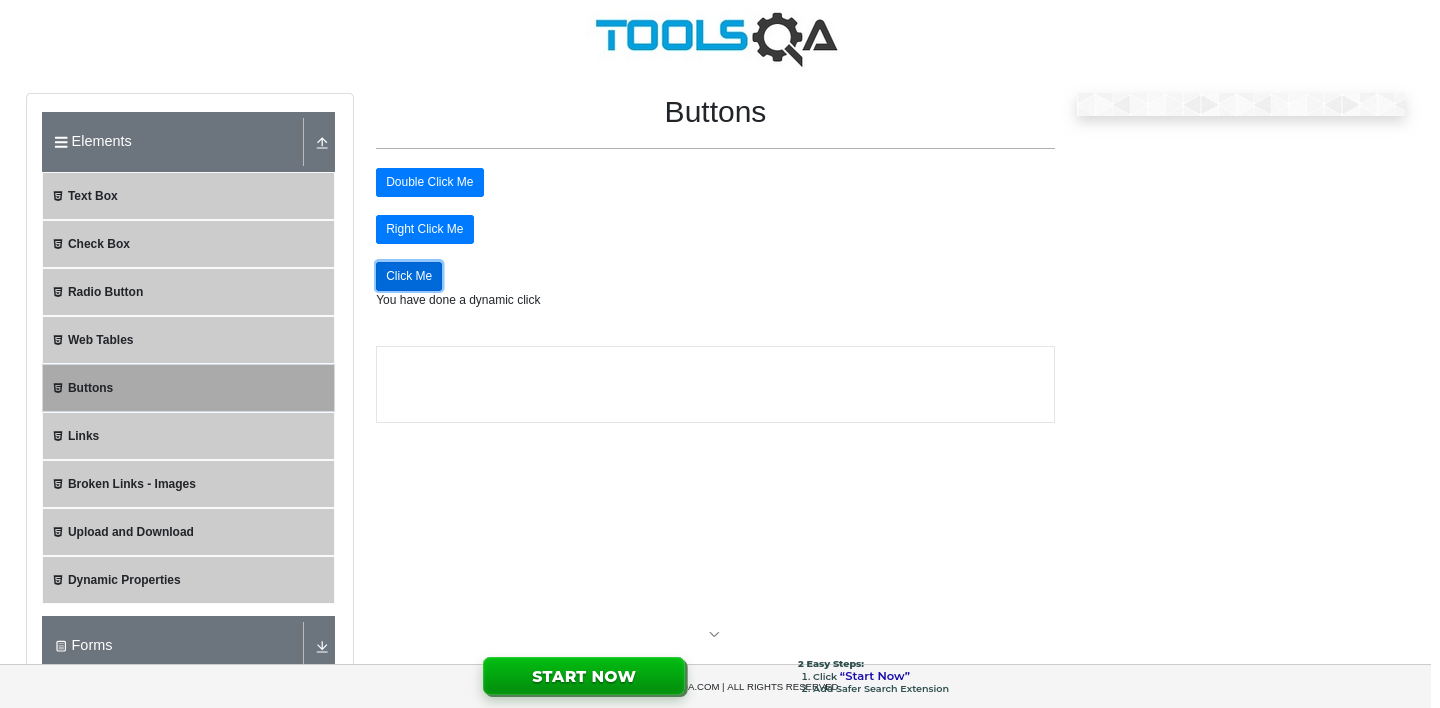 TOOLSQA
Elements
Text Box
Check Box
Radio Button
Web Tables
Buttons
Links
Broken Links - Images
Upload and Download
Dynamic Properties
Forms
Buttons
Double Click Me
Right Click Me
Click Me
You have done a dynamic click
START NOW
A.COM | ALL RIGHTS RESERVED.
2 Easy Steps:
1. Click “Start Now”
2. Add Safer Search Extension